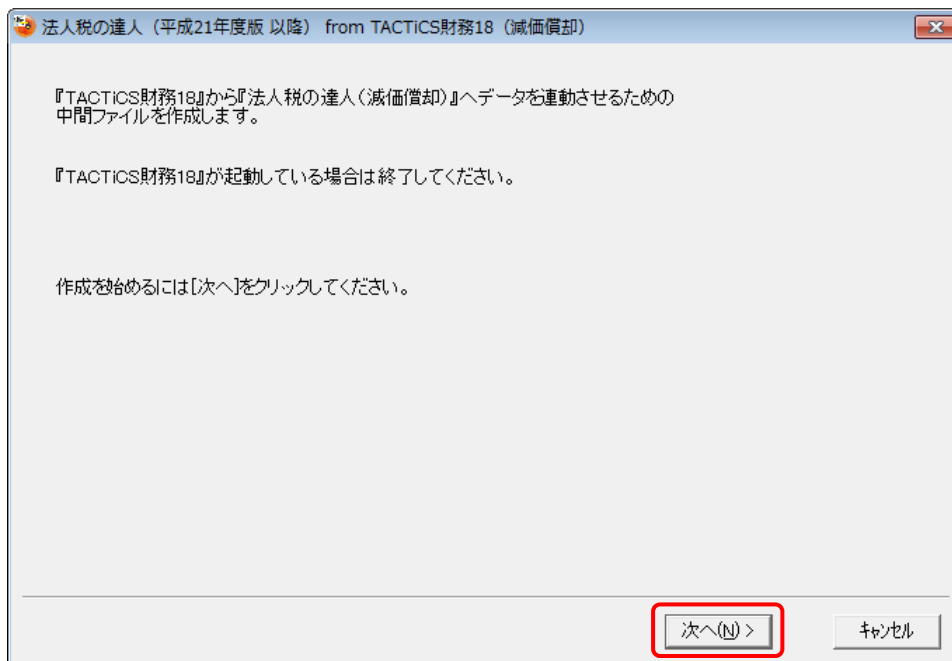 法人税の達人（平成21年度版 以降） from TACTiCS財務18（減価償却）
『TACTiCS財務18』から『法人税の達人（減価償却）』へデータを連動させるための
中間ファイルを作成します。
『TACTiCS財務18』が起動している場合は終了してください。
作成を始めるには[次へ]をクリックしてください。
次へ(N) >
キャンセル